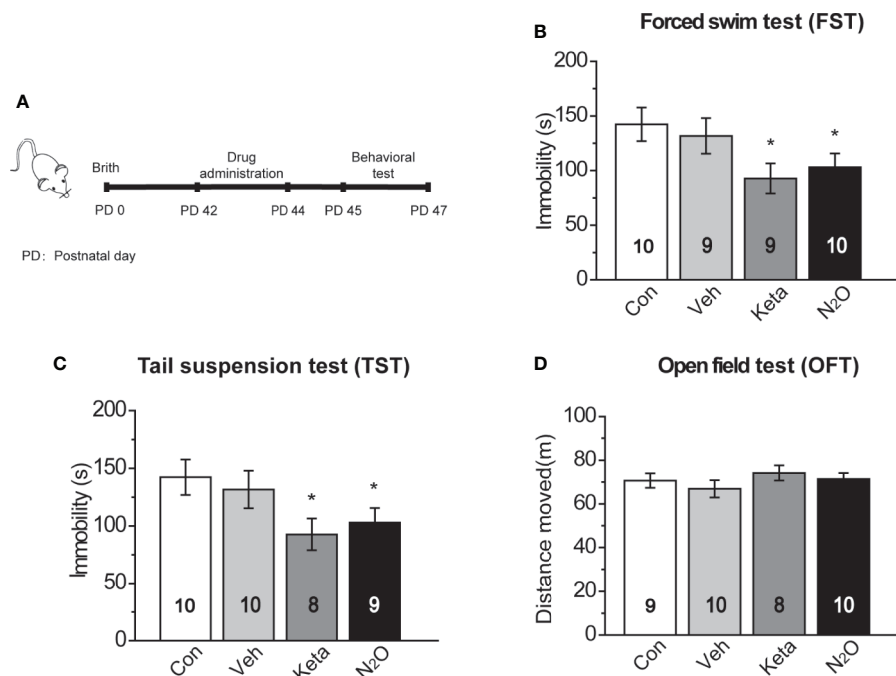 A
Brith
Drug
administration
Behavioral
test
PD 0
PD 42
PD 44
PD 45
PD 47
PD: Postnatal day
B
Forced swim test (FST)
Immobility (s)
200
150
100
50
0
*
*
10
9
9
10
Con
Veh
Keta
N2O
C
Tail suspension test (TST)
Immobility (s)
200
150
100
50
0
*
*
10
10
8
9
Con
Veh
Keta
N2O
D
Open field test (OFT)
Distance moved(m)
100
80
60
40
20
0
9
10
8
10
Con
Veh
Keta
N2O